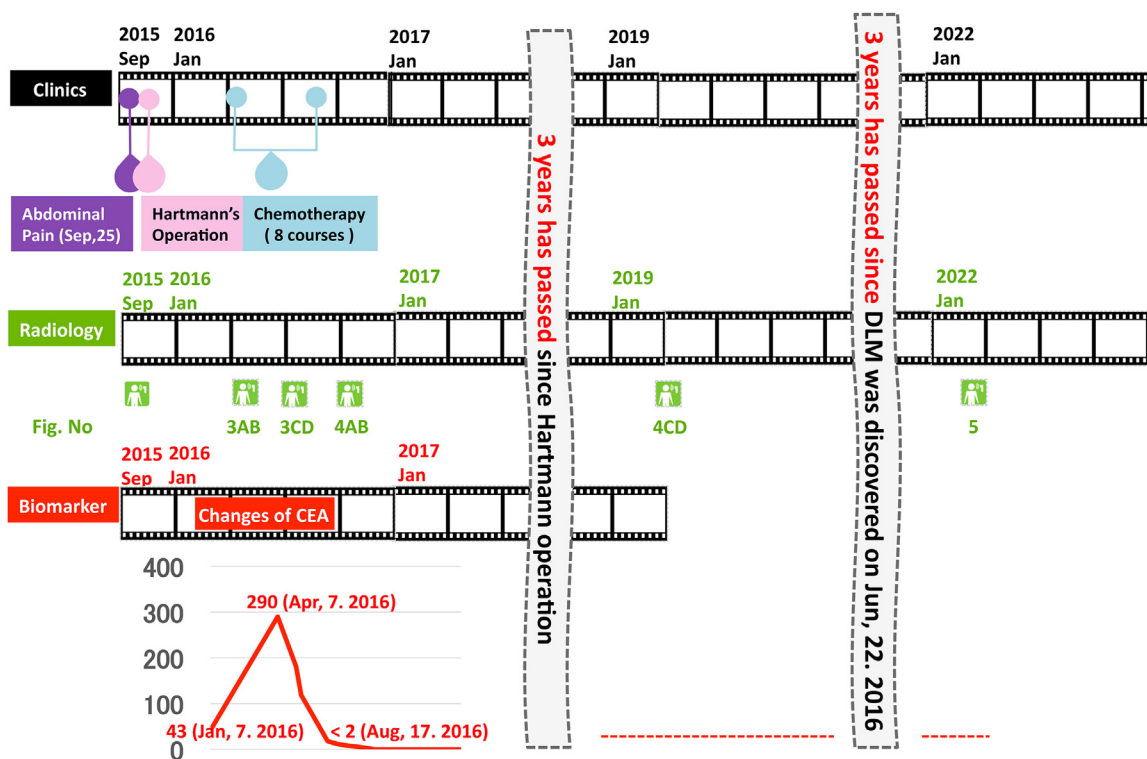 2015
Sep
2016
Jan
2017
Jan
2019
Jan
2022
Jan
Clinics
Abdominal
Pain (Sep,25)
Hartmann's
Operation
Chemotherapy
( 8 courses )
2015
Sep
2016
Jan
2017
Jan
2019
Jan
2022
Jan
Radiology
Fig. No
3AB
3CD
4AB
4CD
5
2015
Sep
2016
Jan
2017
Jan
Biomarker
Changes of CEA
400
300
200
100
0
290 (Apr, 7. 2016)
43 (Jan, 7. 2016)
< 2 (Aug, 17. 2016)
3 years has passed since Hartmann operation
3 years has passed since DLM was discovered on Jun, 22. 2016